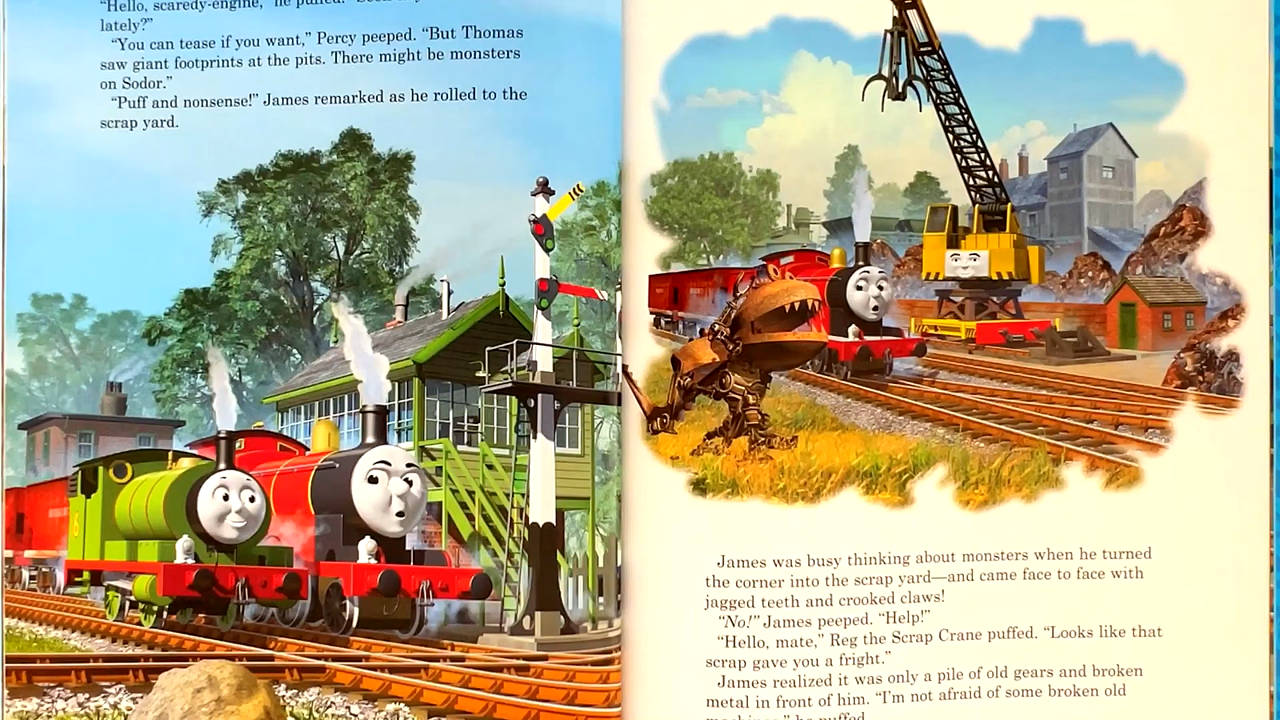 "Hello, scaredy-engine," he puffed.
lately?"
"You can tease if you want," Percy peeped. "But Thomas
saw giant footprints at the pits. There might be monsters
on Sodor."
"Puff and nonsense!" James remarked as he rolled to the
scrap yard.
6
James was busy thinking about monsters when he turned
the corner into the scrap yard—and came face to face with
jagged teeth and crooked claws!
"No!" James peeped. "Help!"
"Hello, mate," Reg the Scrap Crane puffed. "Looks like that
scrap gave you a fright."
James realized it was only a pile of old gears and broken
metal in front of him. "I'm not afraid of some broken old
he puffed.